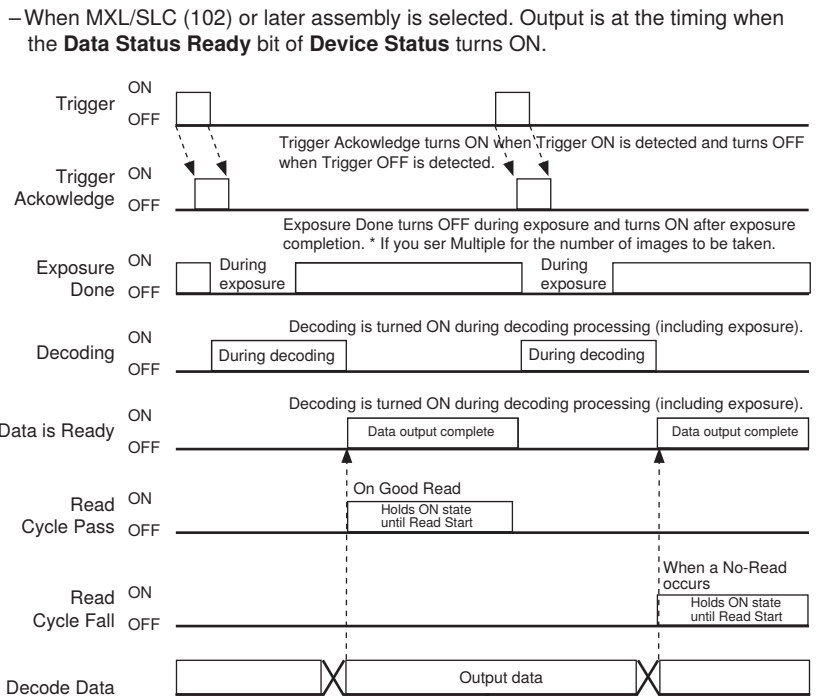 – When MXL/SLC (102) or later assembly is selected. Output is at the timing when
the Data Status Ready bit of Device Status turns ON.
Trigger
ON
OFF
Trigger Ackowledge turns ON when Trigger ON is detected and turns OFF
when Trigger OFF is detected.
Trigger
Ackowledge
ON
OFF
Exposure Done turns OFF during exposure and turns ON after exposure
completion. * If you ser Multiple for the number of images to be taken.
Exposure
Done
ON
OFF
During
exposure
During
exposure
Decoding is turned ON during decoding processing (including exposure).
Decoding
ON
OFF
During decoding
During decoding
Decoding is turned ON during decoding processing (including exposure).
Data is Ready
ON
OFF
Data output complete
Data output complete
On Good Read
Read
Cycle Pass
ON
OFF
Holds ON state
until Read Start
When a No-Read
occurs
Read
Cycle Fall
ON
OFF
Holds ON state
until Read Start
Decode Data
Output data